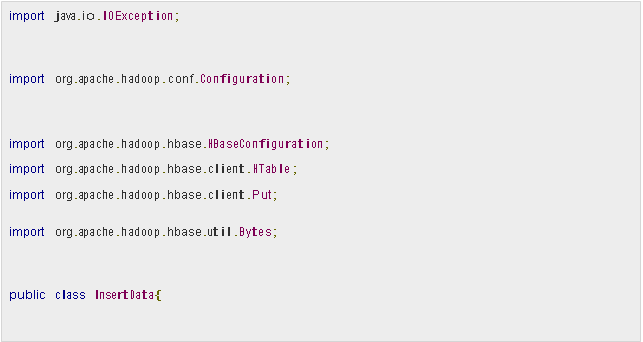 import java.io.IOException;
import org.apache.hadoop.conf.Configuration;
import org.apache.hadoop.hbase.HBaseConfiguration;
import org.apache.hadoop.hbase.client.HTable;
import org.apache.hadoop.hbase.client.Put;
import org.apache.hadoop.hbase.util.Bytes;
public class InsertData{